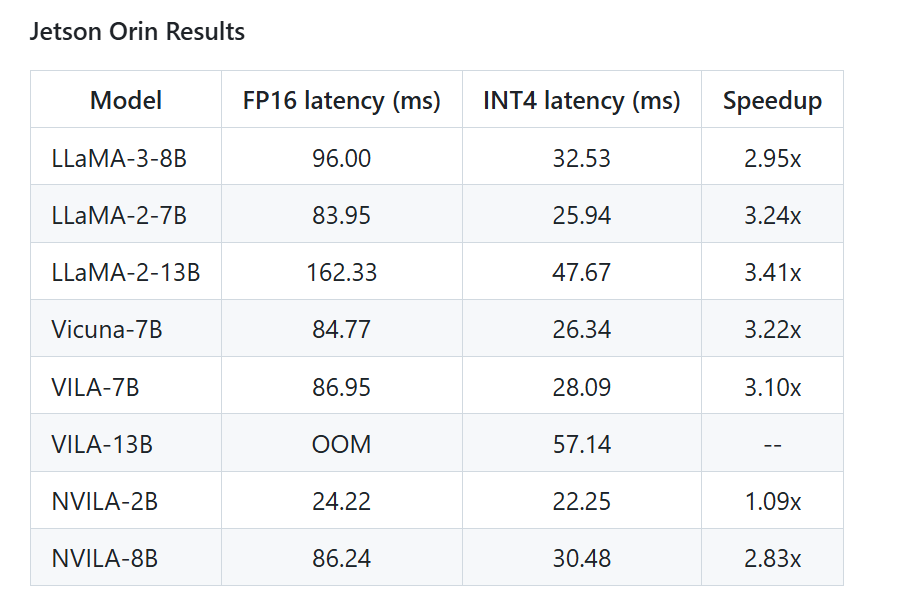 Jetson Orin Results
Model FP16 latency (ms) INT4 latency (ms) Speedup
LLaMA-3-8B 96.00 32.53 2.95x
LLaMA-2-7B 83.95 25.94 3.24x
LLaMA-2-13B 162.33 47.67 3.41x
Vicuna-7B 84.77 26.34 3.22x
VILA-7B 86.95 28.09 3.10x
VILA-13B OOM 57.14 --
NVILA-2B 24.22 22.25 1.09x
NVILA-8B 86.24 30.48 2.83x